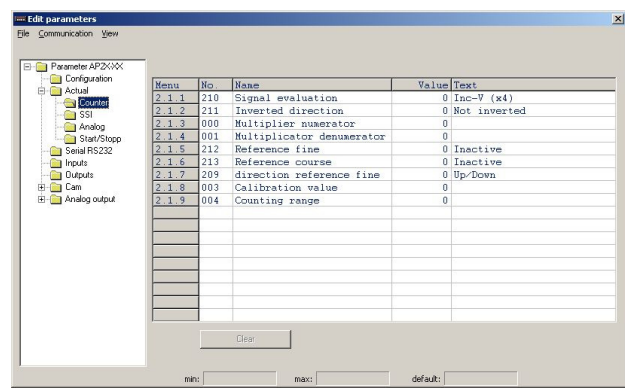 Edit parameters
File Communication View
Parameter AP2X-XX
Configuration
Actual
Counter
SSI
Analog
Start/Stopp
Serial RS232
Inputs
Outputs
Cam
Analog output
Menu No. Name Value Text
2.1.1 210 Signal evaluation 0 Inc-V (x4)
2.1.2 211 Inverted direction 0 Not inverted
2.1.3 000 Multiplier numerator 0
2.1.4 001 Multiplicator denumerator 0
2.1.5 212 Reference fine 0 Inactive
2.1.6 213 Reference course 0 Inactive
2.1.7 209 direction reference fine 0 Up/Down
2.1.8 003 Calibration value 0
2.1.9 004 Counting range 0
Clear
min: max: default: